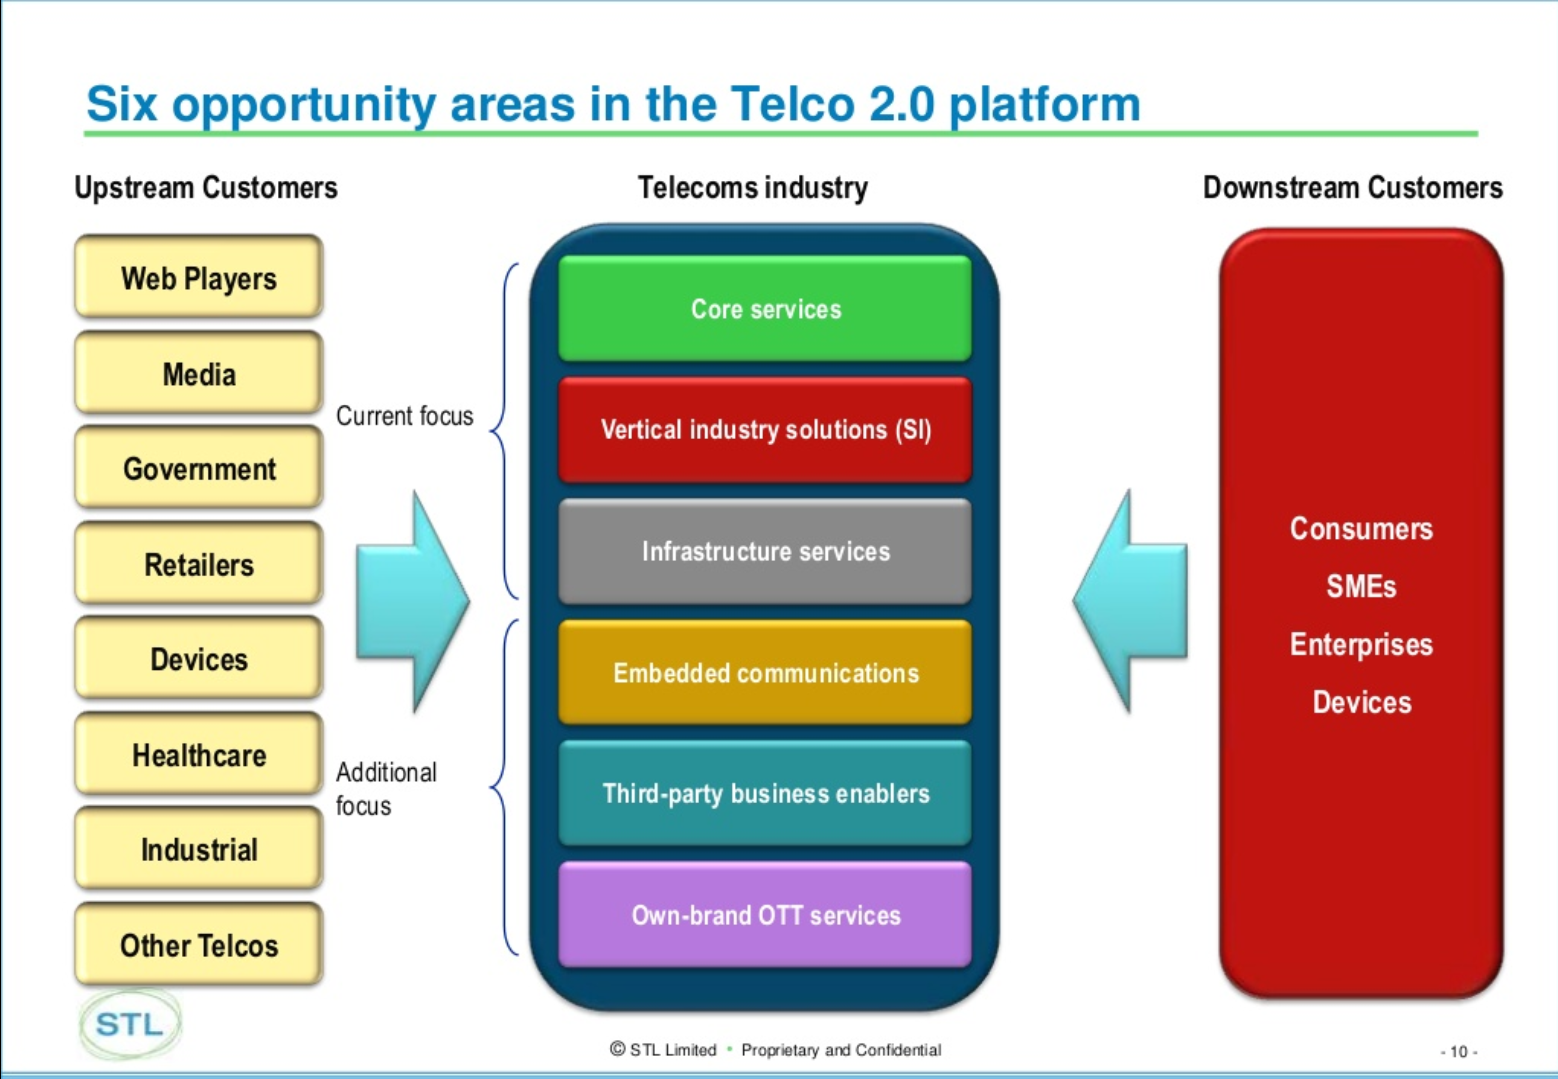 Six opportunity areas in the Telco 2.0 platform
Upstream Customers
Web Players
Media
Government
Retailers
Devices
Healthcare
Industrial
Other Telcos
Current focus
Additional
focus
Telecoms industry
Core services
Vertical industry solutions (SI)
Infrastructure services
Embedded communications
Third-party business enablers
Own-brand OTT services
Downstream Customers
Consumers
SMEs
Enterprises
Devices
STL
© STL Limited • Proprietary and Confidential
- 10 -